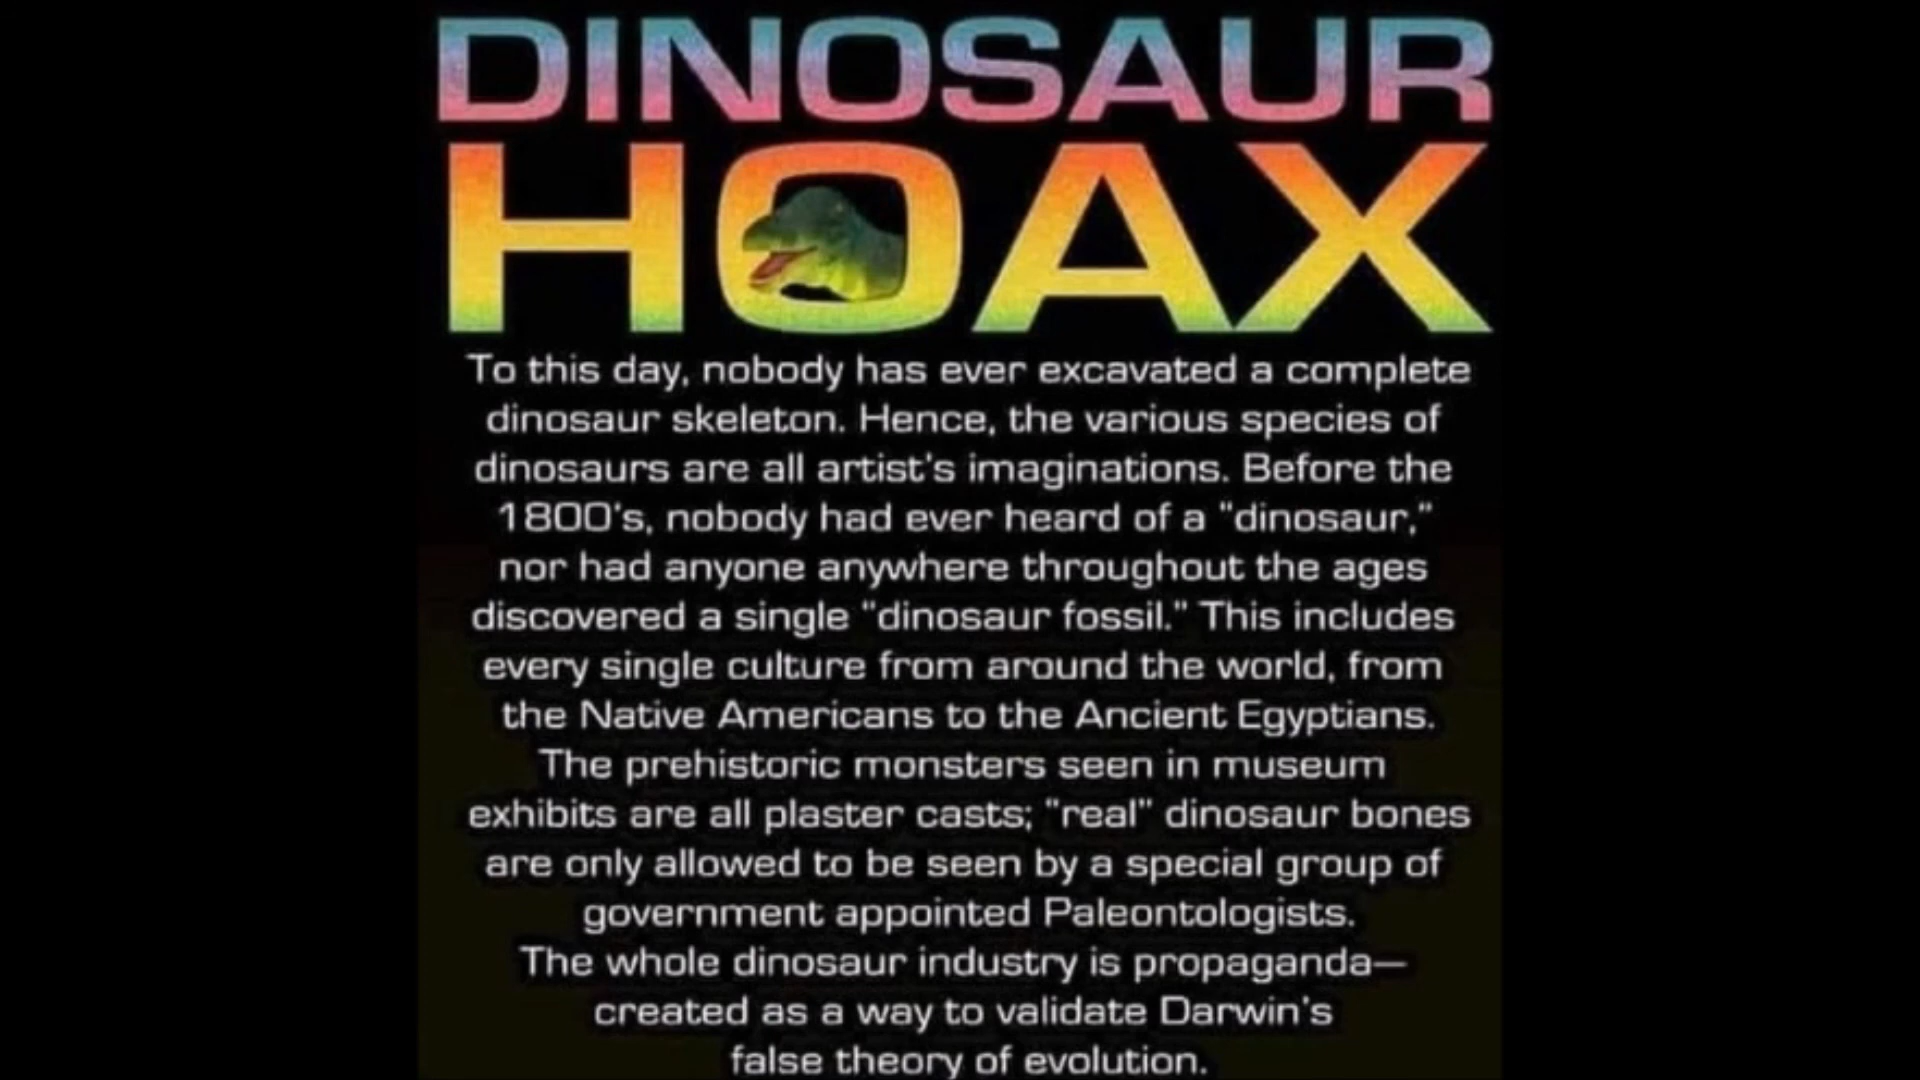 DINOSAUR
HOAX
To this day, nobody has ever excavated a complete
dinosaur skeleton. Hence, the various species of
dinosaurs are all artist's imaginations. Before the
1800's, nobody had ever heard of a "dinosaur,"
nor had anyone anywhere throughout the ages
discovered a single "dinosaur fossil." This includes
every single culture from around the world, from
the Native Americans to the Ancient Egyptians.
The prehistoric monsters seen in museum
exhibits are all plaster casts; "real" dinosaur bones
are only allowed to be seen by a special group of
government appointed Paleontologists.
The whole dinosaur industry is propaganda—
created as a way to validate Darwin's
false theory of evolution.